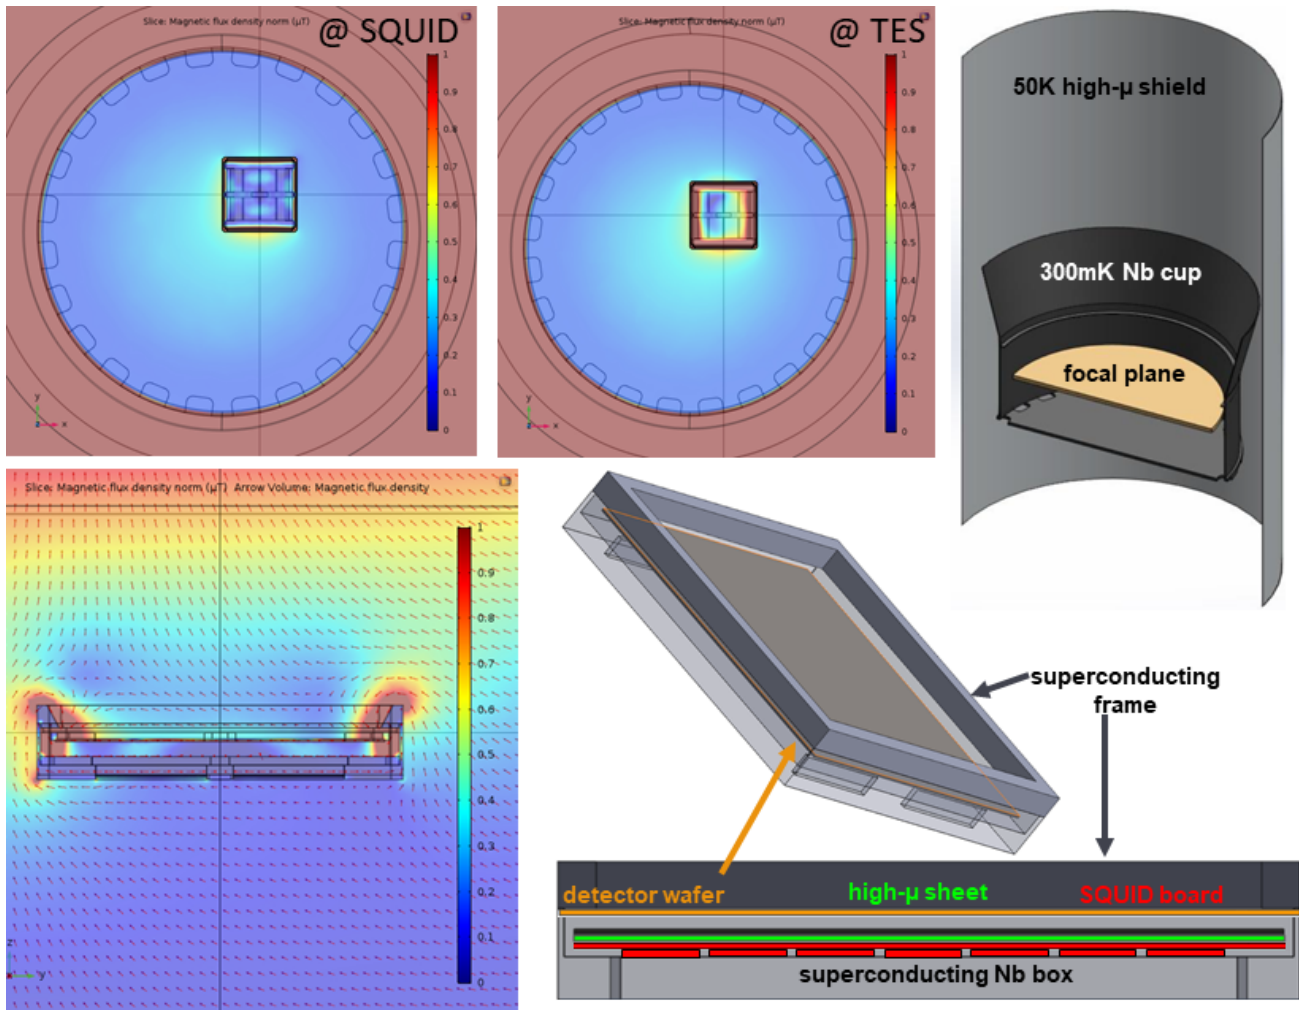 Slice: Magnetic flux density norm (µT)
@ SQUID
1
0.9
0.8
0.7
0.6
0.5
0.4
0.3
0.2
0.1
0
y
z
x
Slice: Magnetic flux density norm (µT)
@ TES
1
0.9
0.8
0.7
0.6
0.5
0.4
0.3
0.2
0.1
0
y
z
x
50K high-µ shield
300mK Nb cup
focal plane
Slice: Magnetic flux density norm (µT) Arrow Volume: Magnetic flux density
1
0.9
0.8
0.7
0.6
0.5
0.4
0.3
0.2
0.1
0
z
x
y
superconducting
frame
detector wafer
high-µ sheet
SQUID board
superconducting Nb box